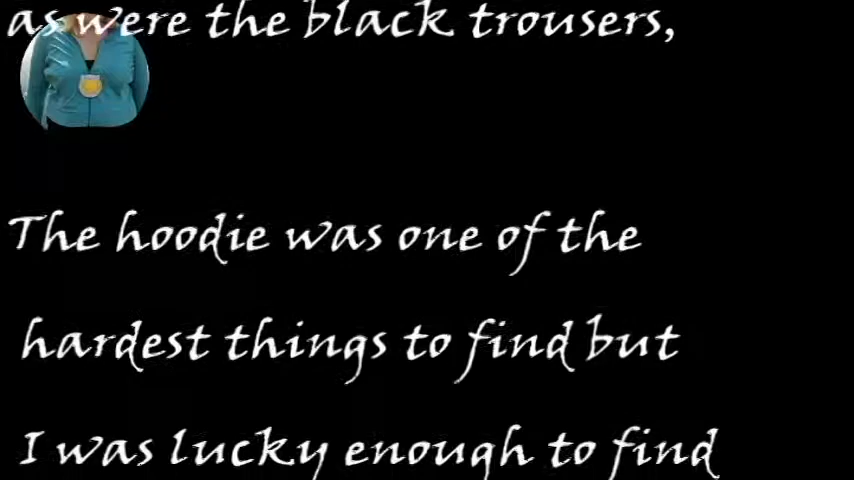 as were the black trousers,
The hoodie was one of the
hardest things to find but
I was lucky enough to find